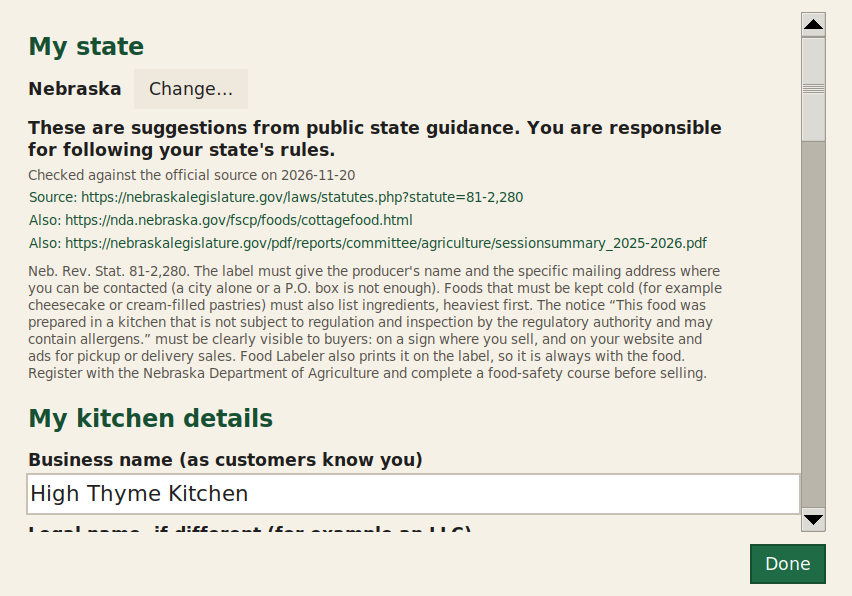 My state
Nebraska Change...
These are suggestions from public state guidance. You are responsible
for following your state's rules.
Checked against the official source on 2026-11-20
Source: https://nebraskalegislature.gov/laws/statutes.php?statute=81-2,280
Also: https://nda.nebraska.gov/fscp/foods/cottagefood.html
Also: https://nebraskalegislature.gov/pdf/reports/committee/agriculture/sessionsummary_2025-2026.pdf
Neb. Rev. Stat. 81-2,280. The label must give the producer's name and the specific mailing address where
you can be contacted (a city alone or a P.O. box is not enough). Foods that must be kept cold (for example
cheesecake or cream-filled pastries) must also list ingredients, heaviest first. The notice “This food was
prepared in a kitchen that is not subject to regulation and inspection by the regulatory authority and may
contain allergens.” must be clearly visible to buyers: on a sign where you sell, and on your website and
ads for pickup or delivery sales. Food Labeler also prints it on the label, so it is always with the food.
Register with the Nebraska Department of Agriculture and complete a food-safety course before selling.
My kitchen details
Business name (as customers know you)
High Thyme Kitchen
Legal name, if different (for example an LLC)
Done